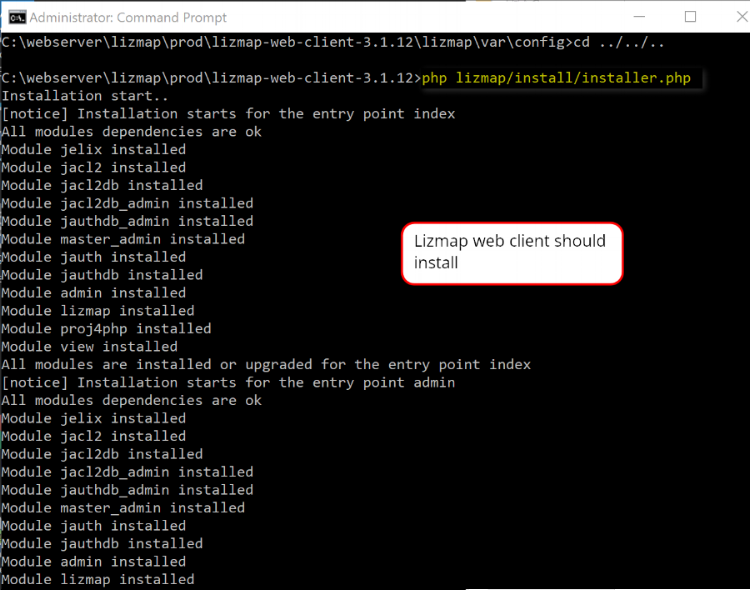 Administrator: Command Prompt
C:\webserver\lizmap\prod\lizmap-web-client-3.1.12\lizmap\var\config>cd ../../..
C:\webserver\lizmap\prod\lizmap-web-client-3.1.12>php lizmap/install/installer.php
Installation start..
[notice] Installation starts for the entry point index
All modules dependencies are ok
Module jelix installed
Module jacl2 installed
Module jacl2db installed
Module jacl2db_admin installed
Module jauthdb_admin installed
Module master_admin installed
Module jauth installed
Module jauthdb installed
Module admin installed
Module lizmap installed
Module proj4php installed
Module view installed
All modules are installed or upgraded for the entry point index
[notice] Installation starts for the entry point admin
All modules dependencies are ok
Module jelix installed
Module jacl2 installed
Module jacl2db installed
Module jacl2db_admin installed
Module jauthdb_admin installed
Module master_admin installed
Module jauth installed
Module jauthdb installed
Module admin installed
Module lizmap installed
Lizmap web client should
install